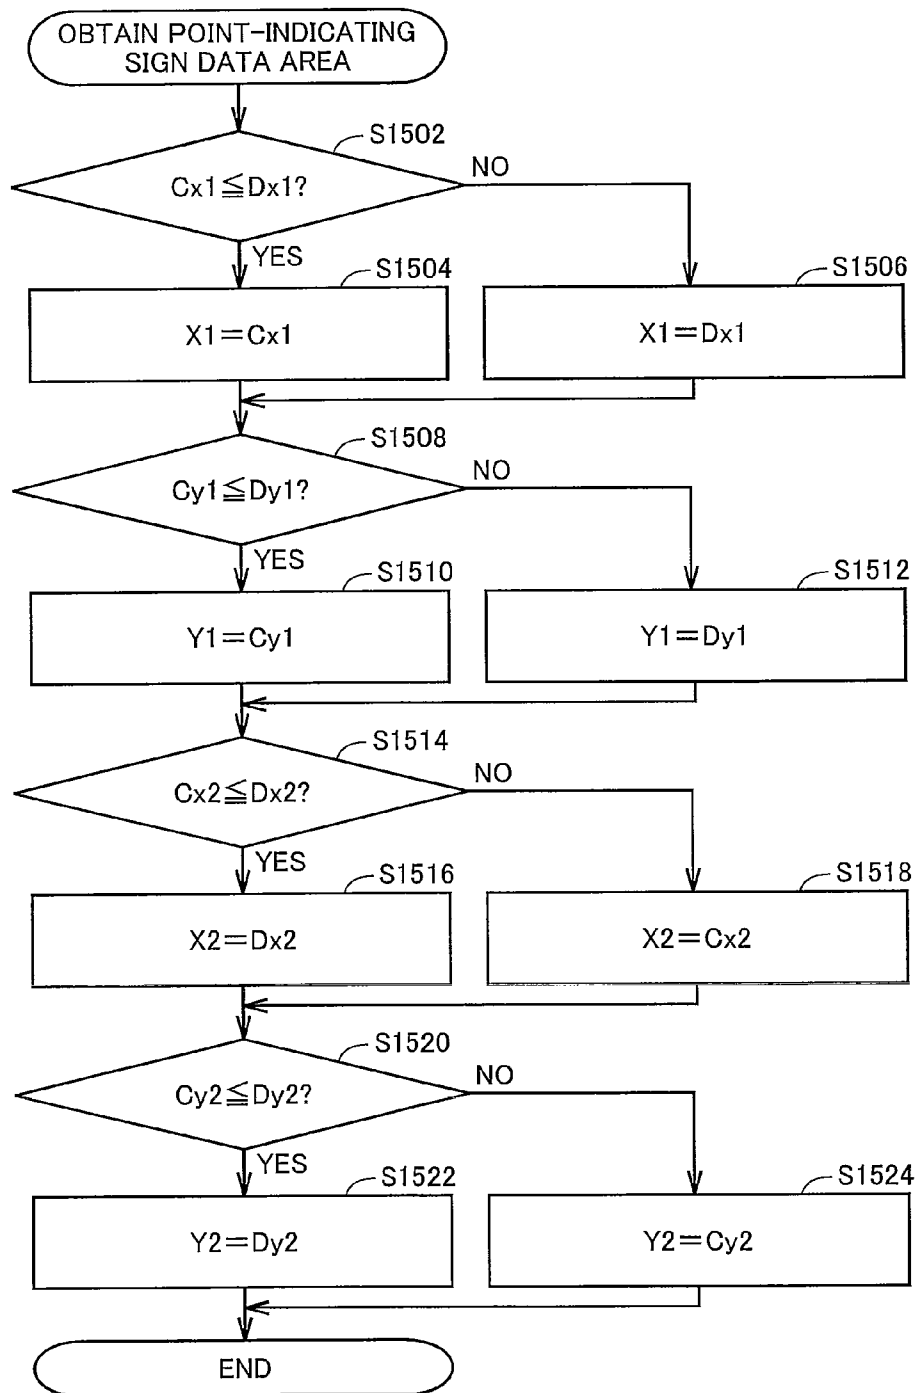 OBTAIN POINT-INDICATING
SIGN DATA AREA
S1502
Cx1≦Dx1?
NO
YES
S1504
X1=Cx1
S1506
X1=Dx1
S1508
Cy1≦Dy1?
NO
YES
S1510
Y1=Cy1
S1512
Y1=Dy1
S1514
Cx2≦Dx2?
NO
YES
S1516
X2=Dx2
S1518
X2=Cx2
S1520
Cy2≦Dy2?
NO
YES
S1522
Y2=Dy2
S1524
Y2=Cy2
END